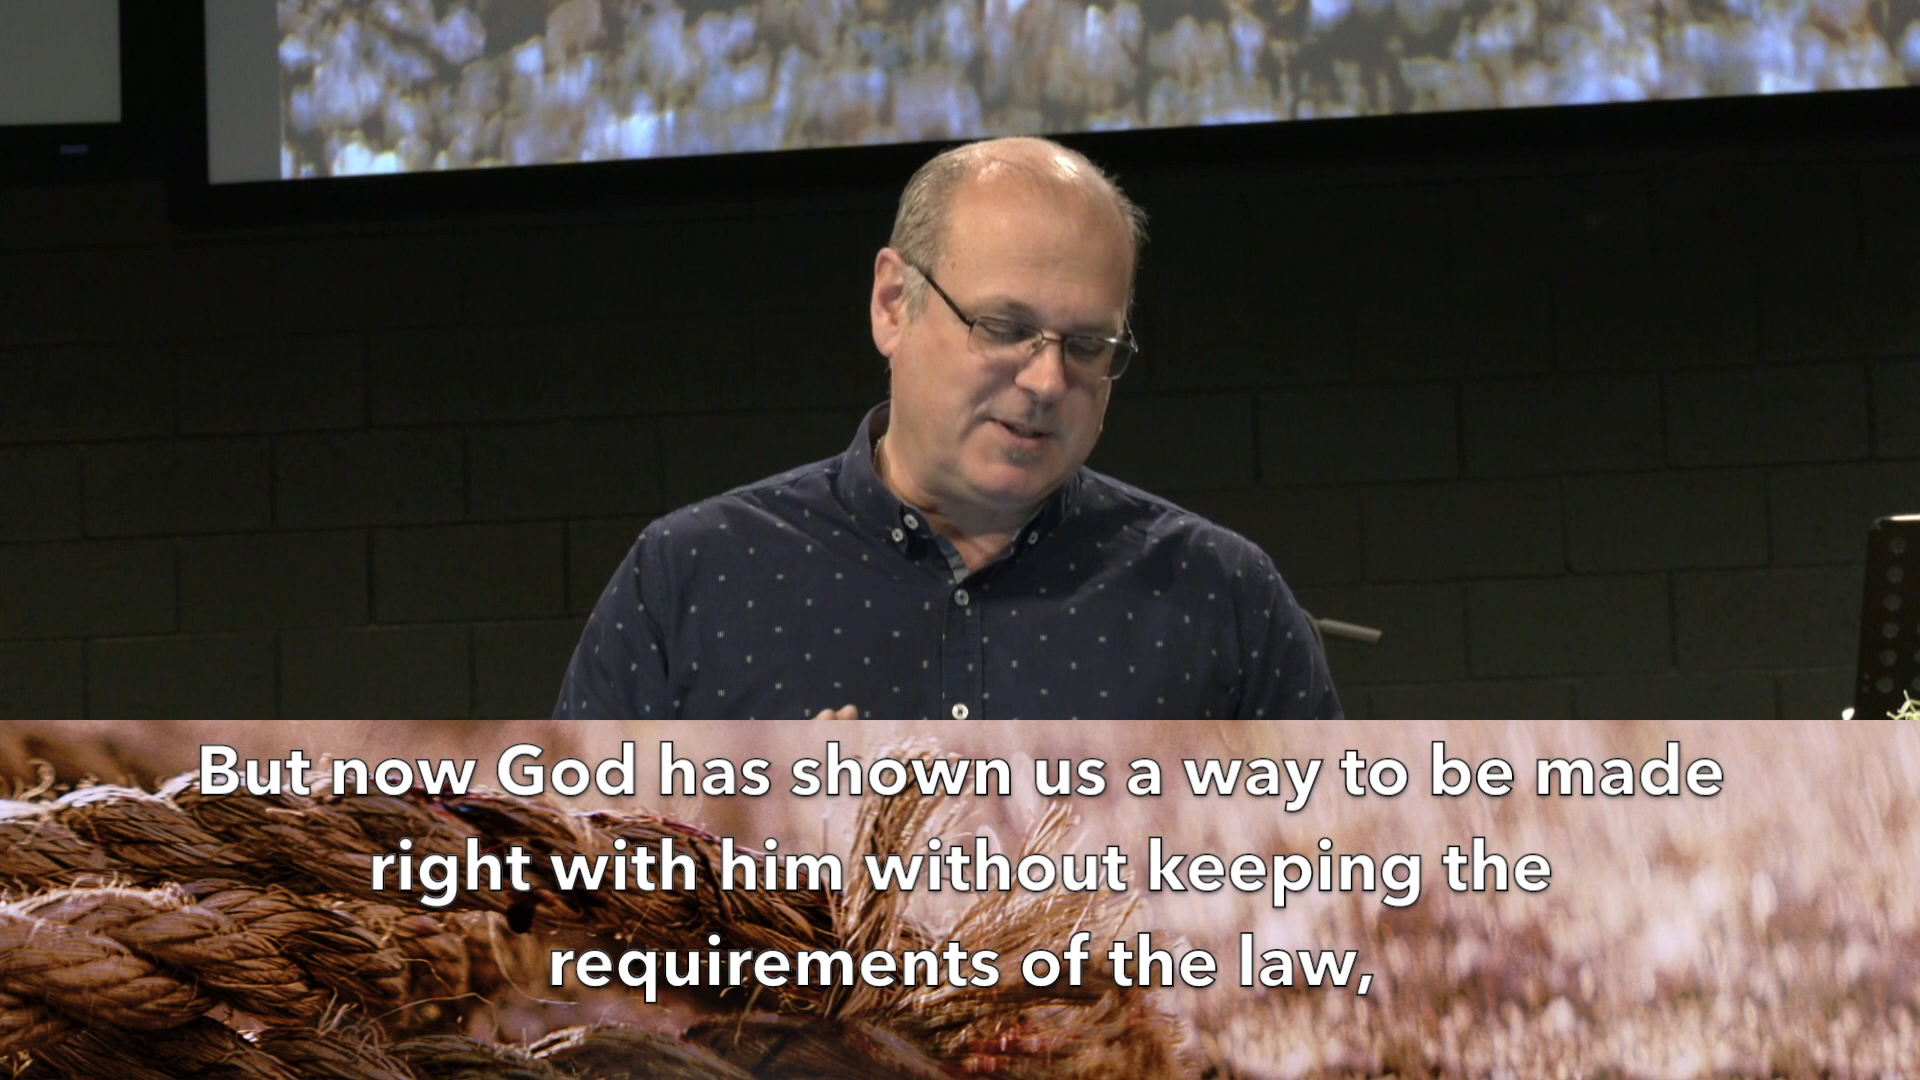 But now God has shown us a way to be made
right with him without keeping the
requirements of the law,